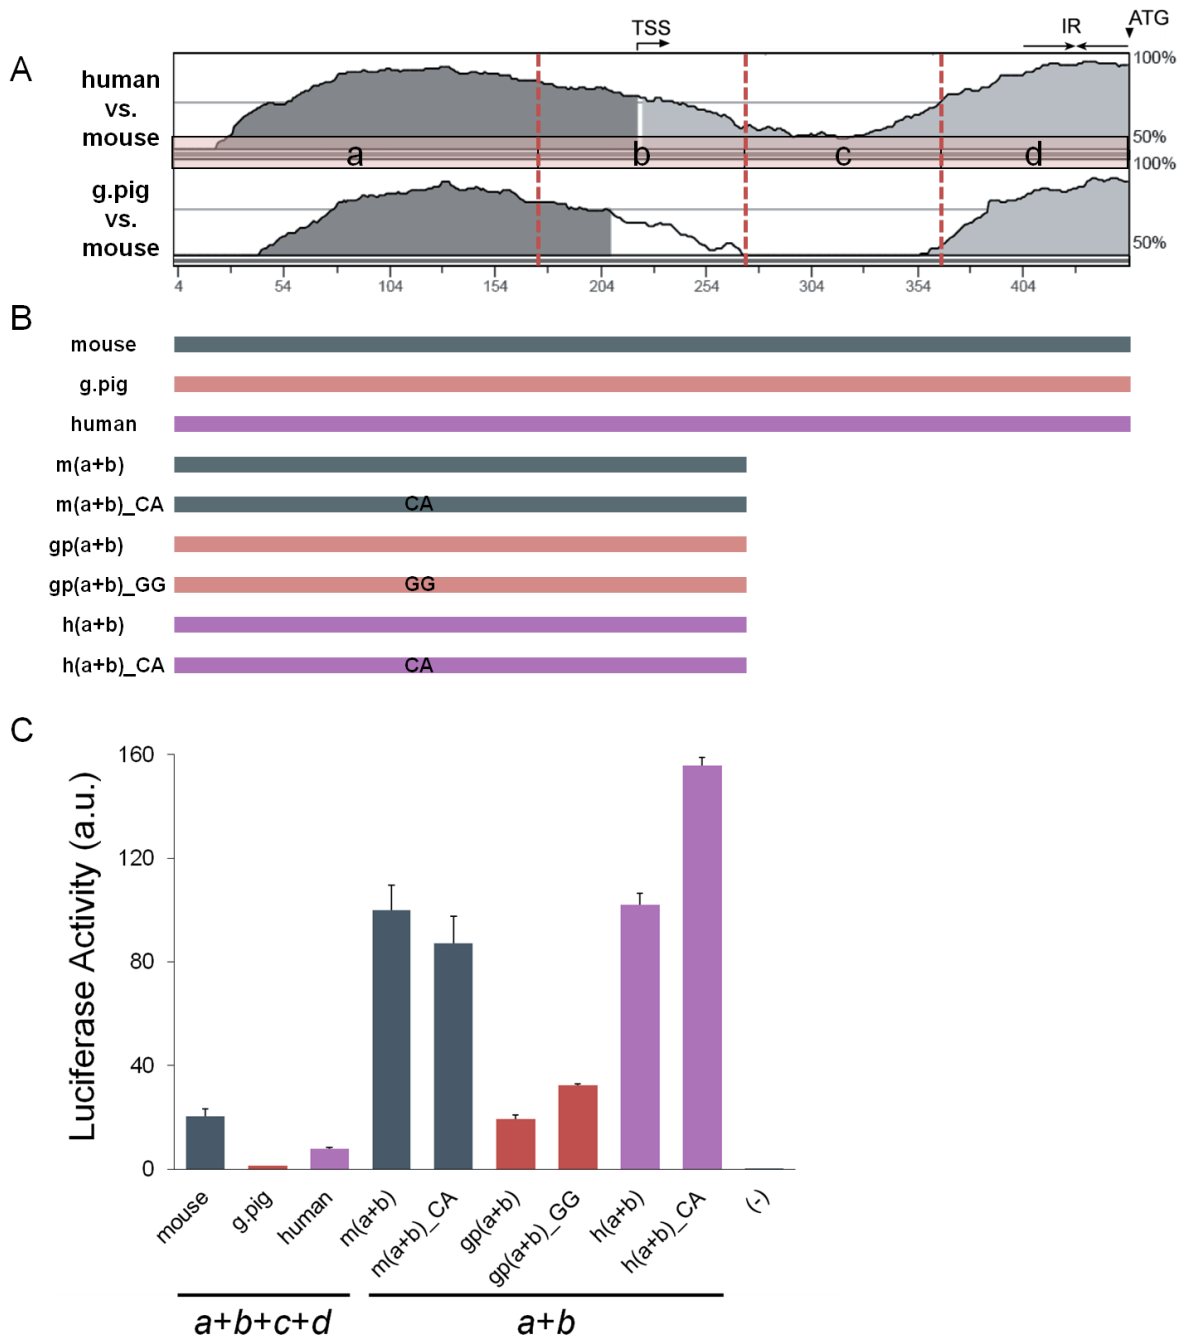 A
TSS
IR
ATG
human
vs.
mouse
100%
50%
a
b
c
d
100%
g.pig
vs.
mouse
50%
4
54
104
154
204
254
304
354
404
B
mouse
g.pig
human
m(a+b)
m(a+b)_CA
CA
gp(a+b)
gp(a+b)_GG
GG
h(a+b)
h(a+b)_CA
CA
C
Luciferase Activity (a.u.)
160
120
80
40
0
mouse
g.pig
human
m(a+b)
m(a+b)_CA
gp(a+b)
gp(a+b)_GG
h(a+b)
h(a+b)_CA
(-)
a+b+c+d
a+b